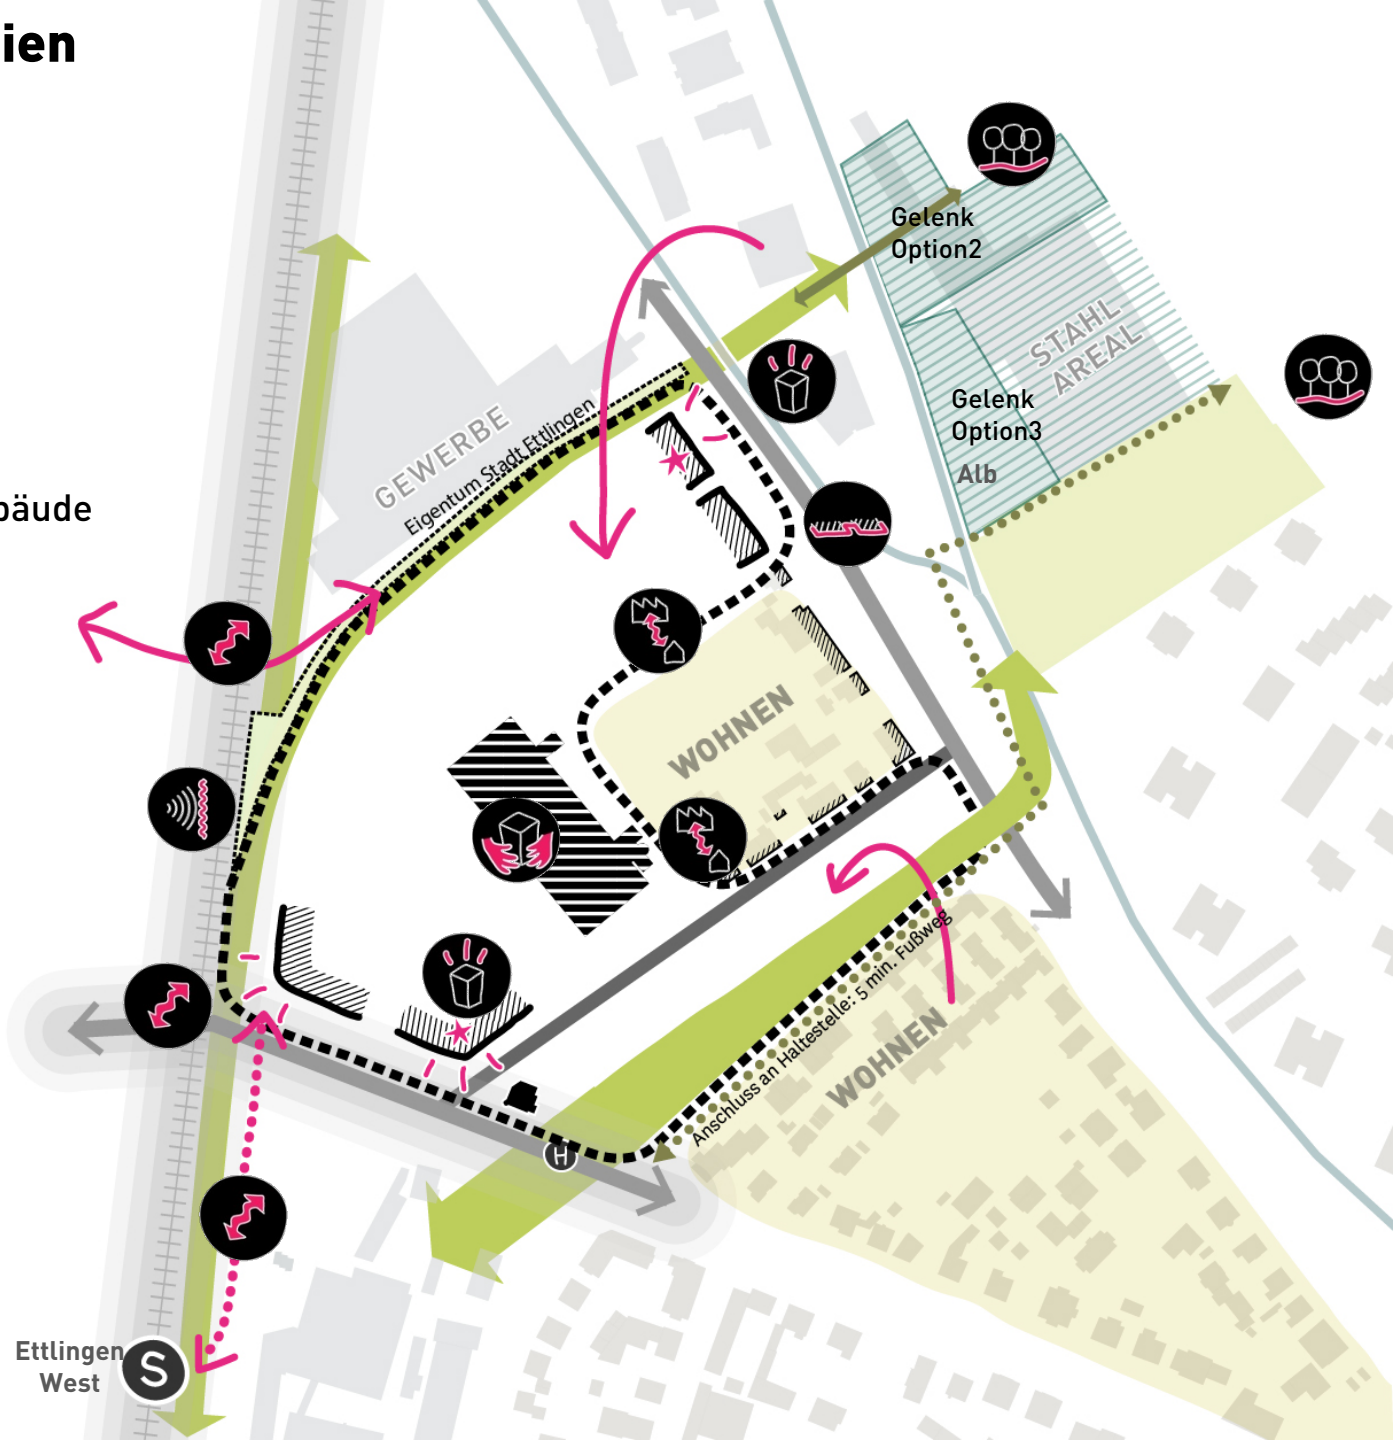 ien
Gelenk
Option2
STAHL
AREAL
Gelenk
Option3
Alb
GEWERBE
Eigentum Stadt Ettlingen
bäude
WOHNEN
Anschluss an Haltestelle: 5 min. Fußweg
WOHNEN
H
Ettlingen
West
S